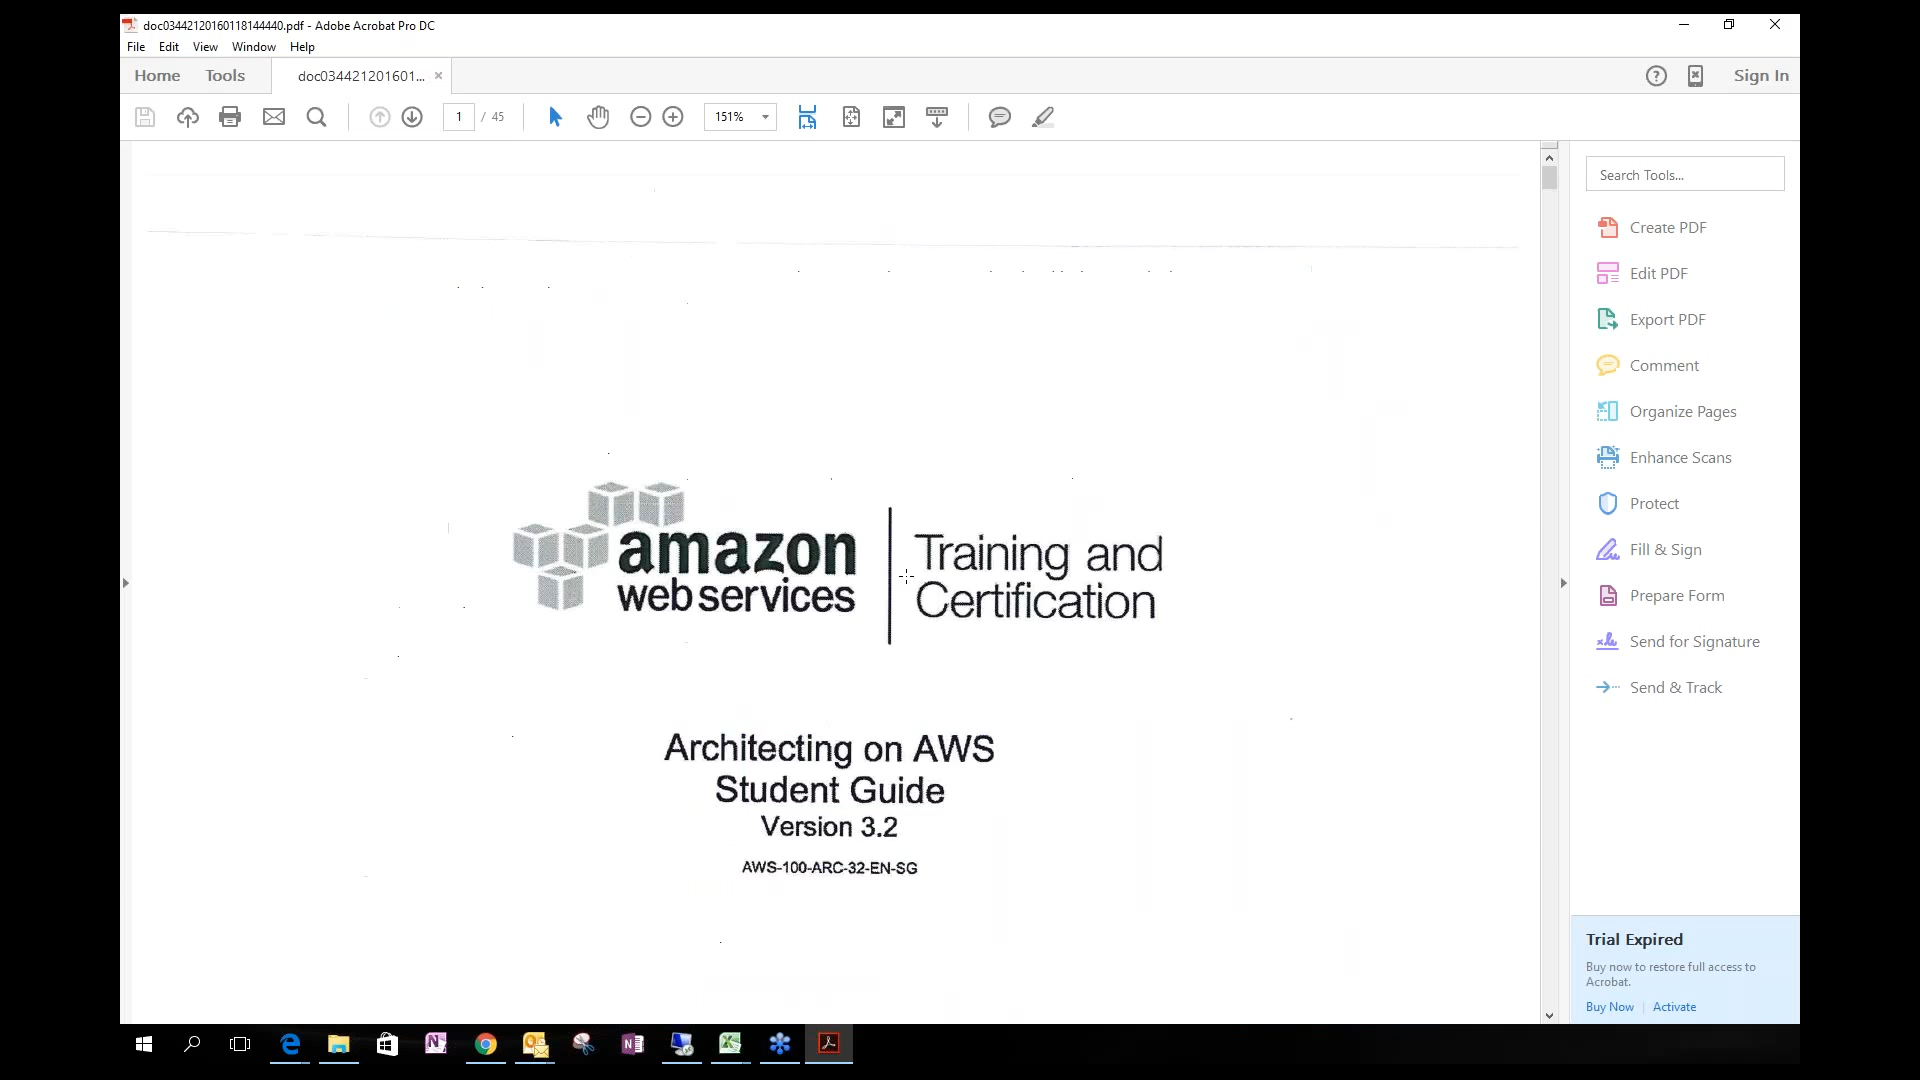 doc03442120160118144440.pdf - Adobe Acrobat Pro DC
File Edit View Window Help
Home Tools doc034421201601... × Sign In
1 / 45 151%
Search Tools...
Create PDF
Edit PDF
Export PDF
Comment
Organize Pages
Enhance Scans
Protect
Fill & Sign
Prepare Form
Send for Signature
Send & Track
amazon
web services
Training and
Certification
Architecting on AWS
Student Guide
Version 3.2
AWS-100-ARC-32-EN-SG
Trial Expired
Buy now to restore full access to
Acrobat.
Buy Now | Activate